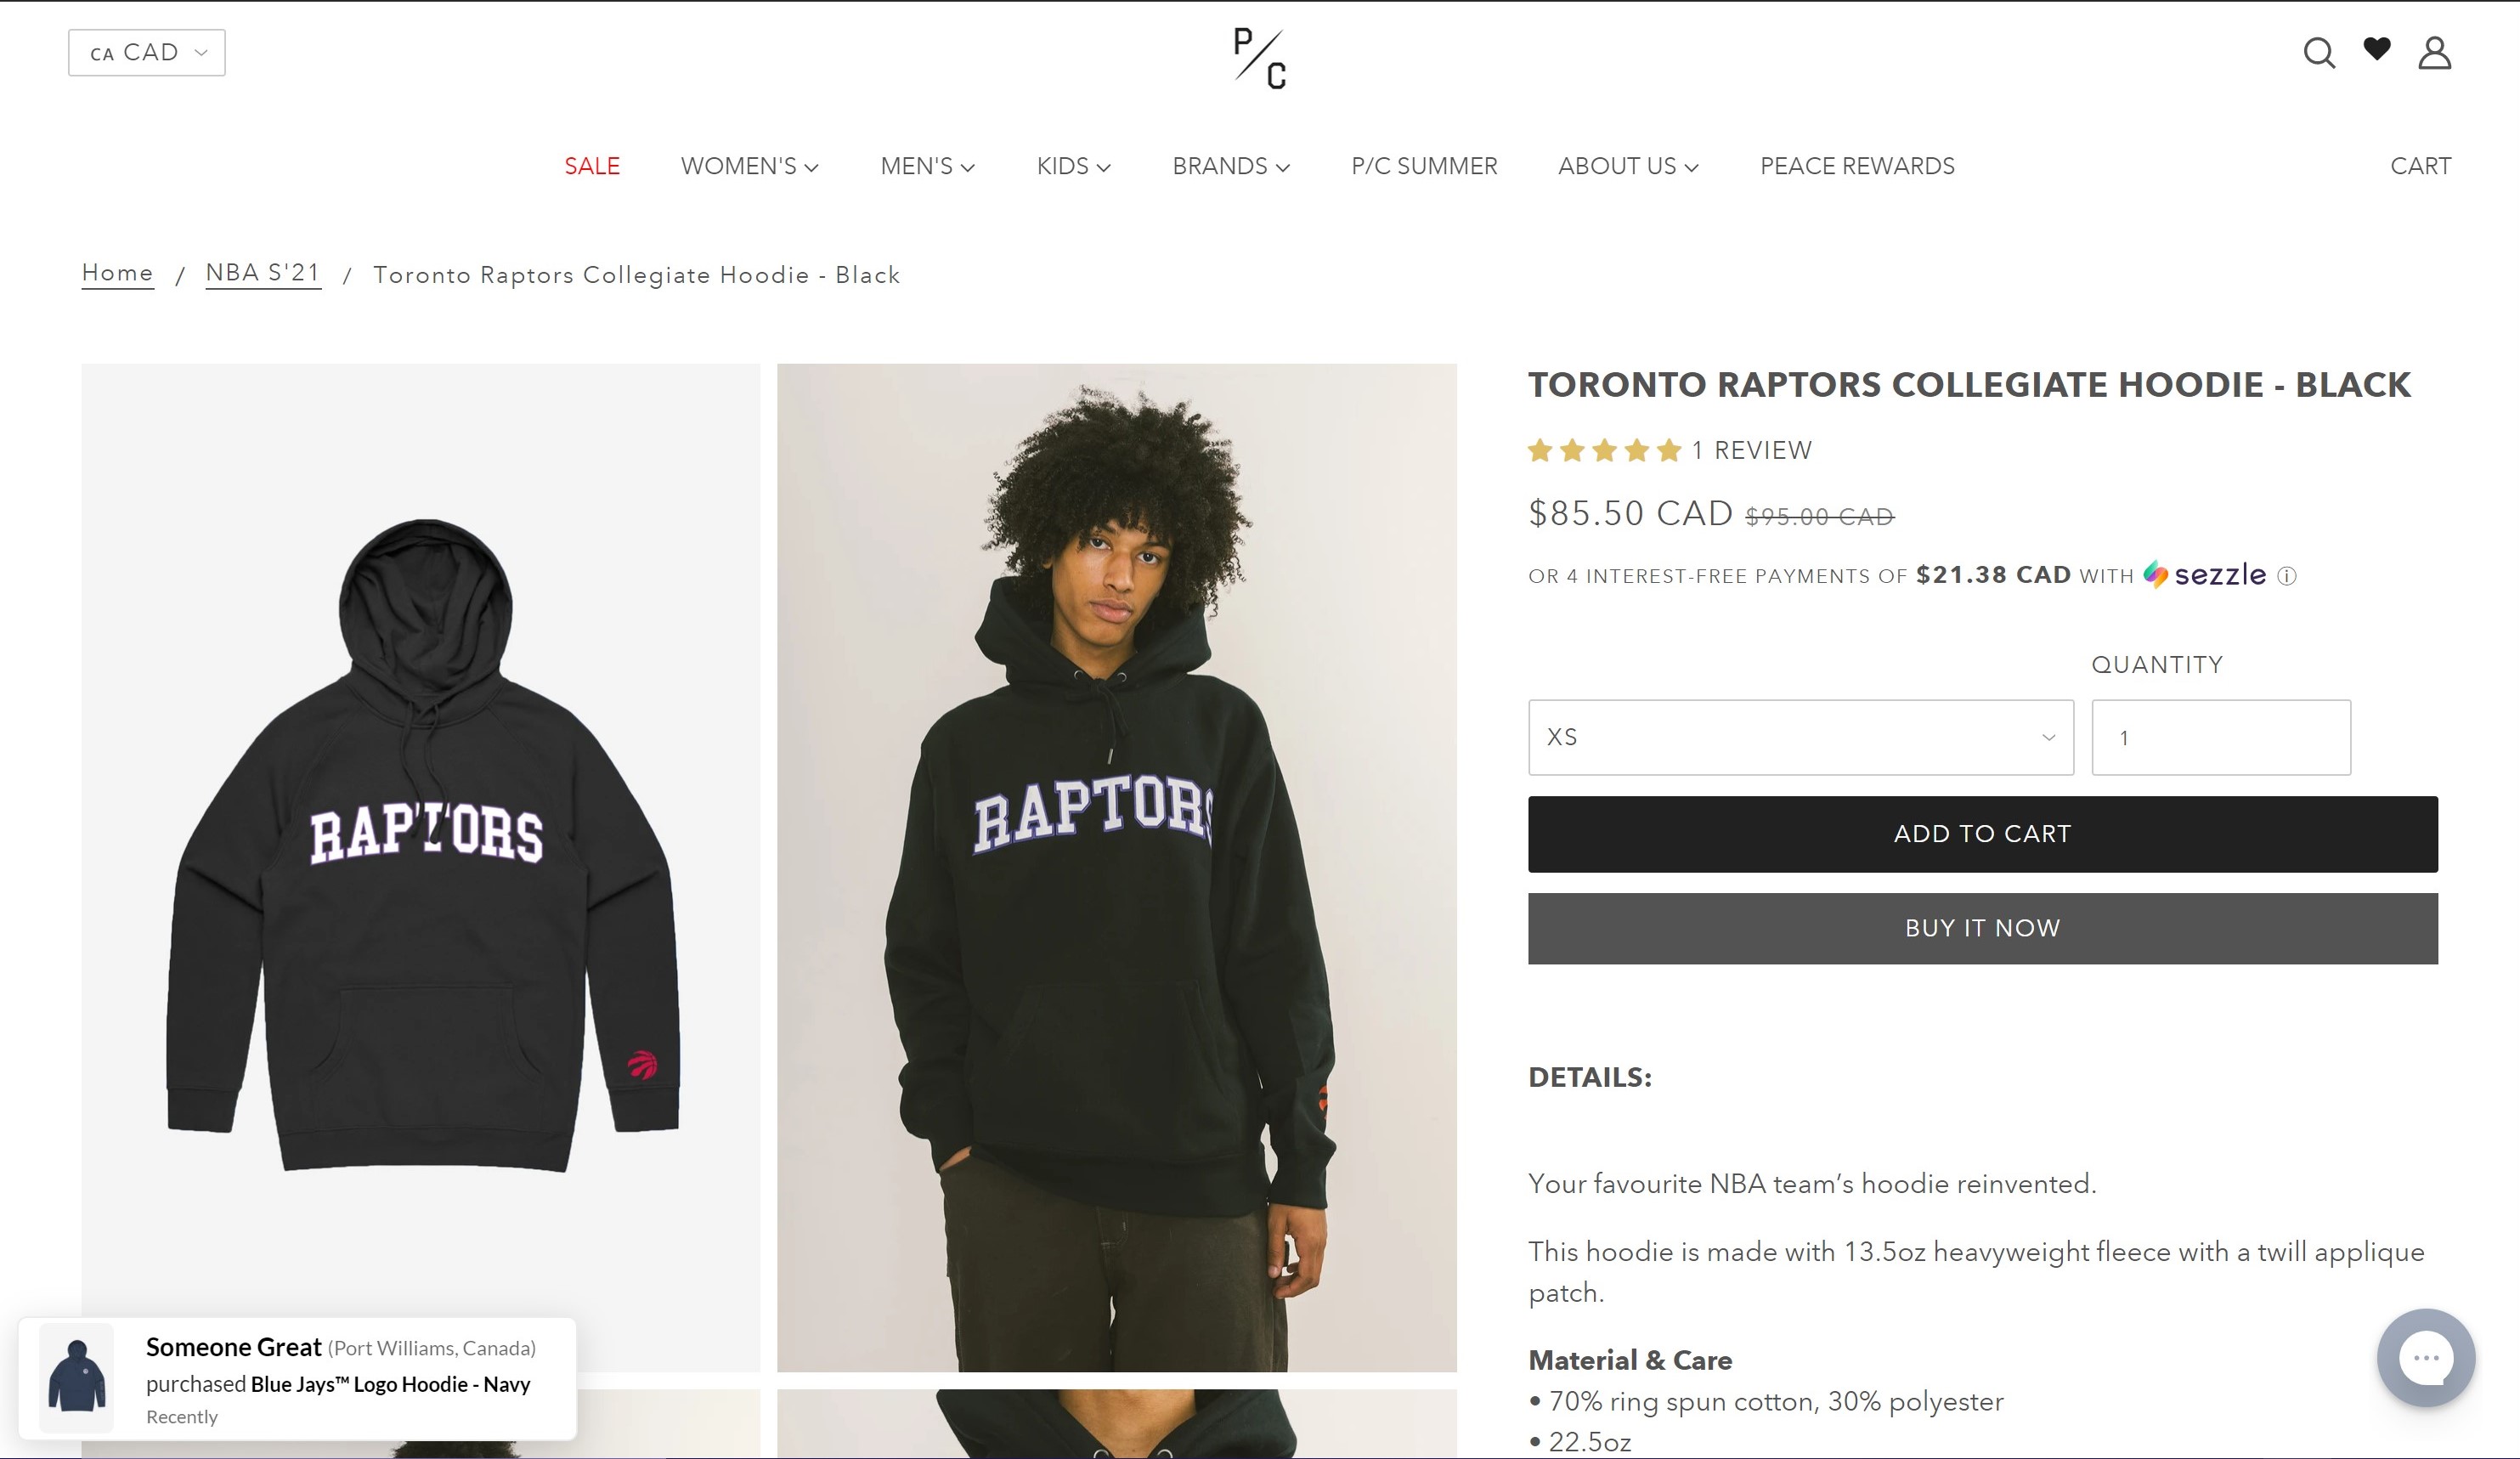 CA CAD
P/C
SALE WOMEN'S MEN'S KIDS BRANDS P/C SUMMER ABOUT US PEACE REWARDS CART
Home / NBA S'21 / Toronto Raptors Collegiate Hoodie - Black
RAPTORS
RAPTORS
TORONTO RAPTORS COLLEGIATE HOODIE - BLACK
1 REVIEW
$85.50 CAD $95.00 CAD
OR 4 INTEREST-FREE PAYMENTS OF $21.38 CAD WITH sezzle ⓘ
QUANTITY
XS 1
ADD TO CART
BUY IT NOW
DETAILS:
Your favourite NBA team’s hoodie reinvented.
This hoodie is made with 13.5oz heavyweight fleece with a twill applique
patch.
Material & Care
• 70% ring spun cotton, 30% polyester
• 22.5oz
Someone Great (Port Williams, Canada)
purchased Blue Jays™ Logo Hoodie - Navy
Recently